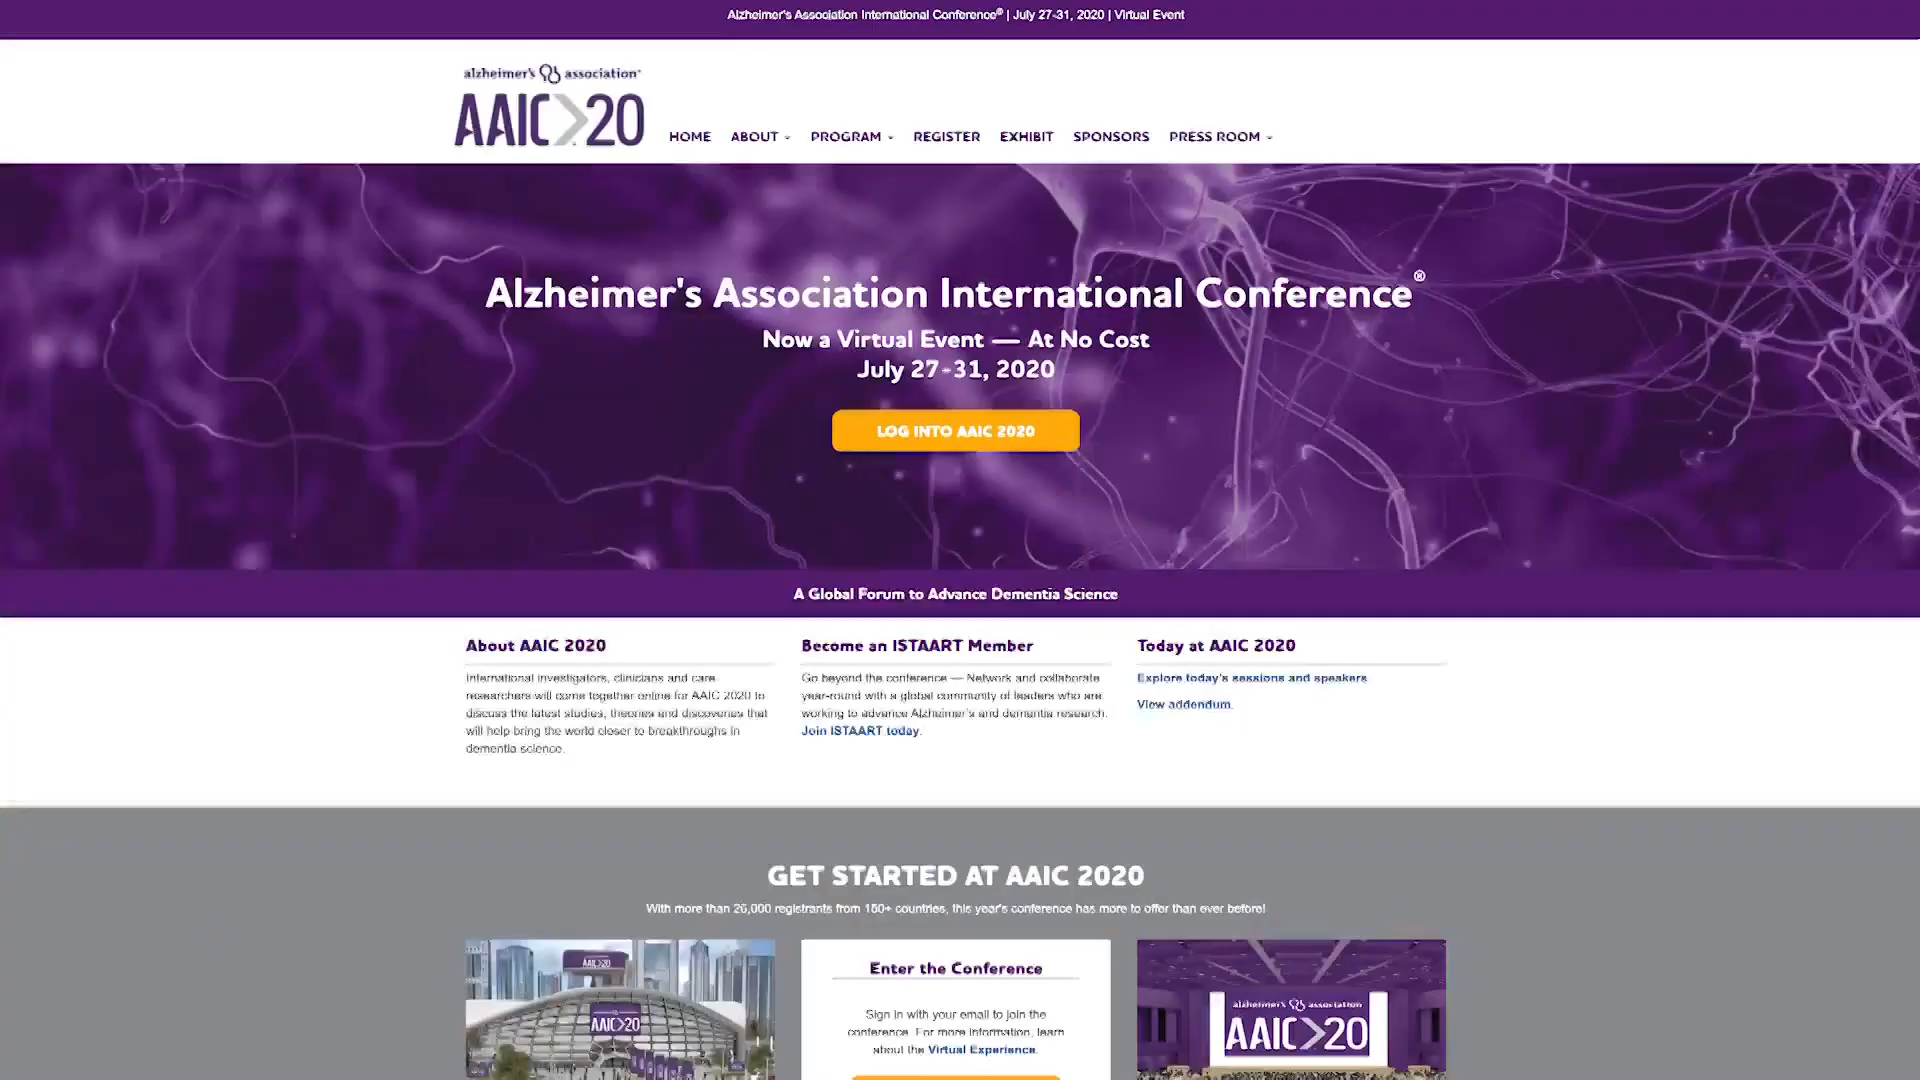 Alzheimer's Association International Conference® | July 27-31, 2020 | Virtual Event
alzheimer's association®
AAIC>20
HOME ABOUT PROGRAM REGISTER EXHIBIT SPONSORS PRESS ROOM
Alzheimer's Association International Conference®
Now a Virtual Event — At No Cost
July 27-31, 2020
LOG INTO AAIC 2020
A Global Forum to Advance Dementia Science
About AAIC 2020
International investigators, clinicians and care
researchers will come together online for AAIC 2020 to
discuss the latest studies, theories and discoveries that
will help bring the world closer to breakthroughs in
dementia science.
Become an ISTAART Member
Go beyond the conference — Network and collaborate
year-round with a global community of leaders who are
working to advance Alzheimer's and dementia research.
Join ISTAART today.
Today at AAIC 2020
Explore today's sessions and speakers
View addendum.
GET STARTED AT AAIC 2020
With more than 26,000 registrants from 150+ countries, this year's conference has more to offer than ever before!
AAIC>20
AAIC>20
Enter the Conference
Sign in with your email to join the
conference. For more information, learn
about the Virtual Experience.
alzheimer's association
AAIC>20